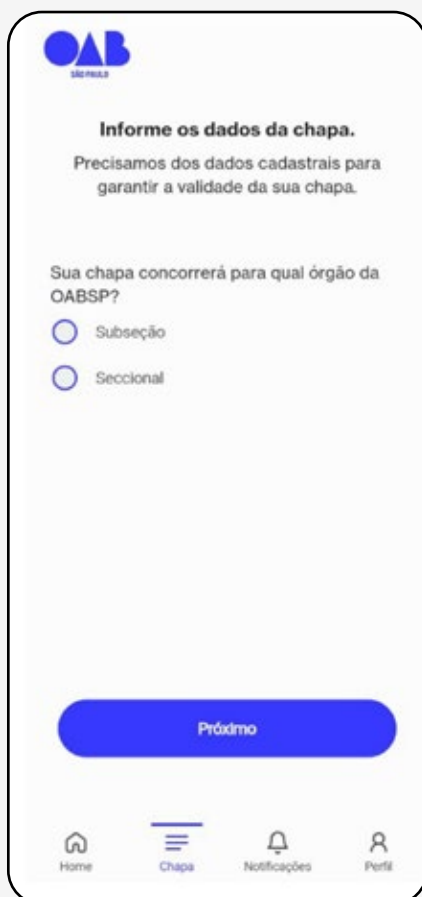 OAB
SÃO PAULO
Informe os dados da chapa.
Precisamos dos dados cadastrais para
garantir a validade da sua chapa.
Sua chapa concorrerá para qual órgão da
OABSP?
Subseção
Seccional
Próximo
Home
Chapa
Notificações
Perfil